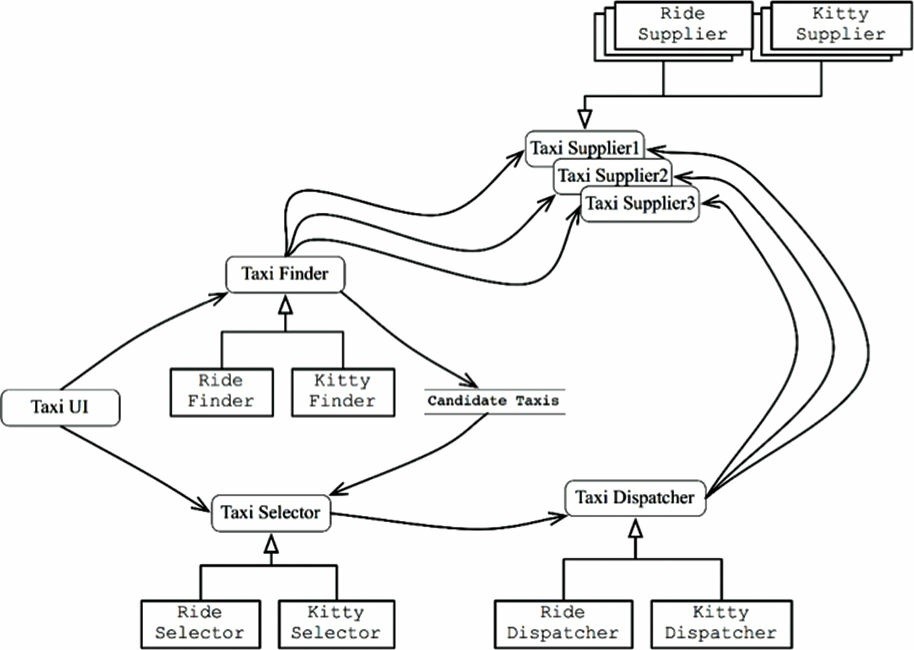 Ride
Supplier
Kitty
Supplier
Taxi Supplier1
Taxi Supplier2
Taxi Supplier3
Taxi Finder
Ride
Finder
Kitty
Finder
Taxi UI
Candidate Taxis
Taxi Selector
Taxi Dispatcher
Ride
Selector
Kitty
Selector
Ride
Dispatcher
Kitty
Dispatcher